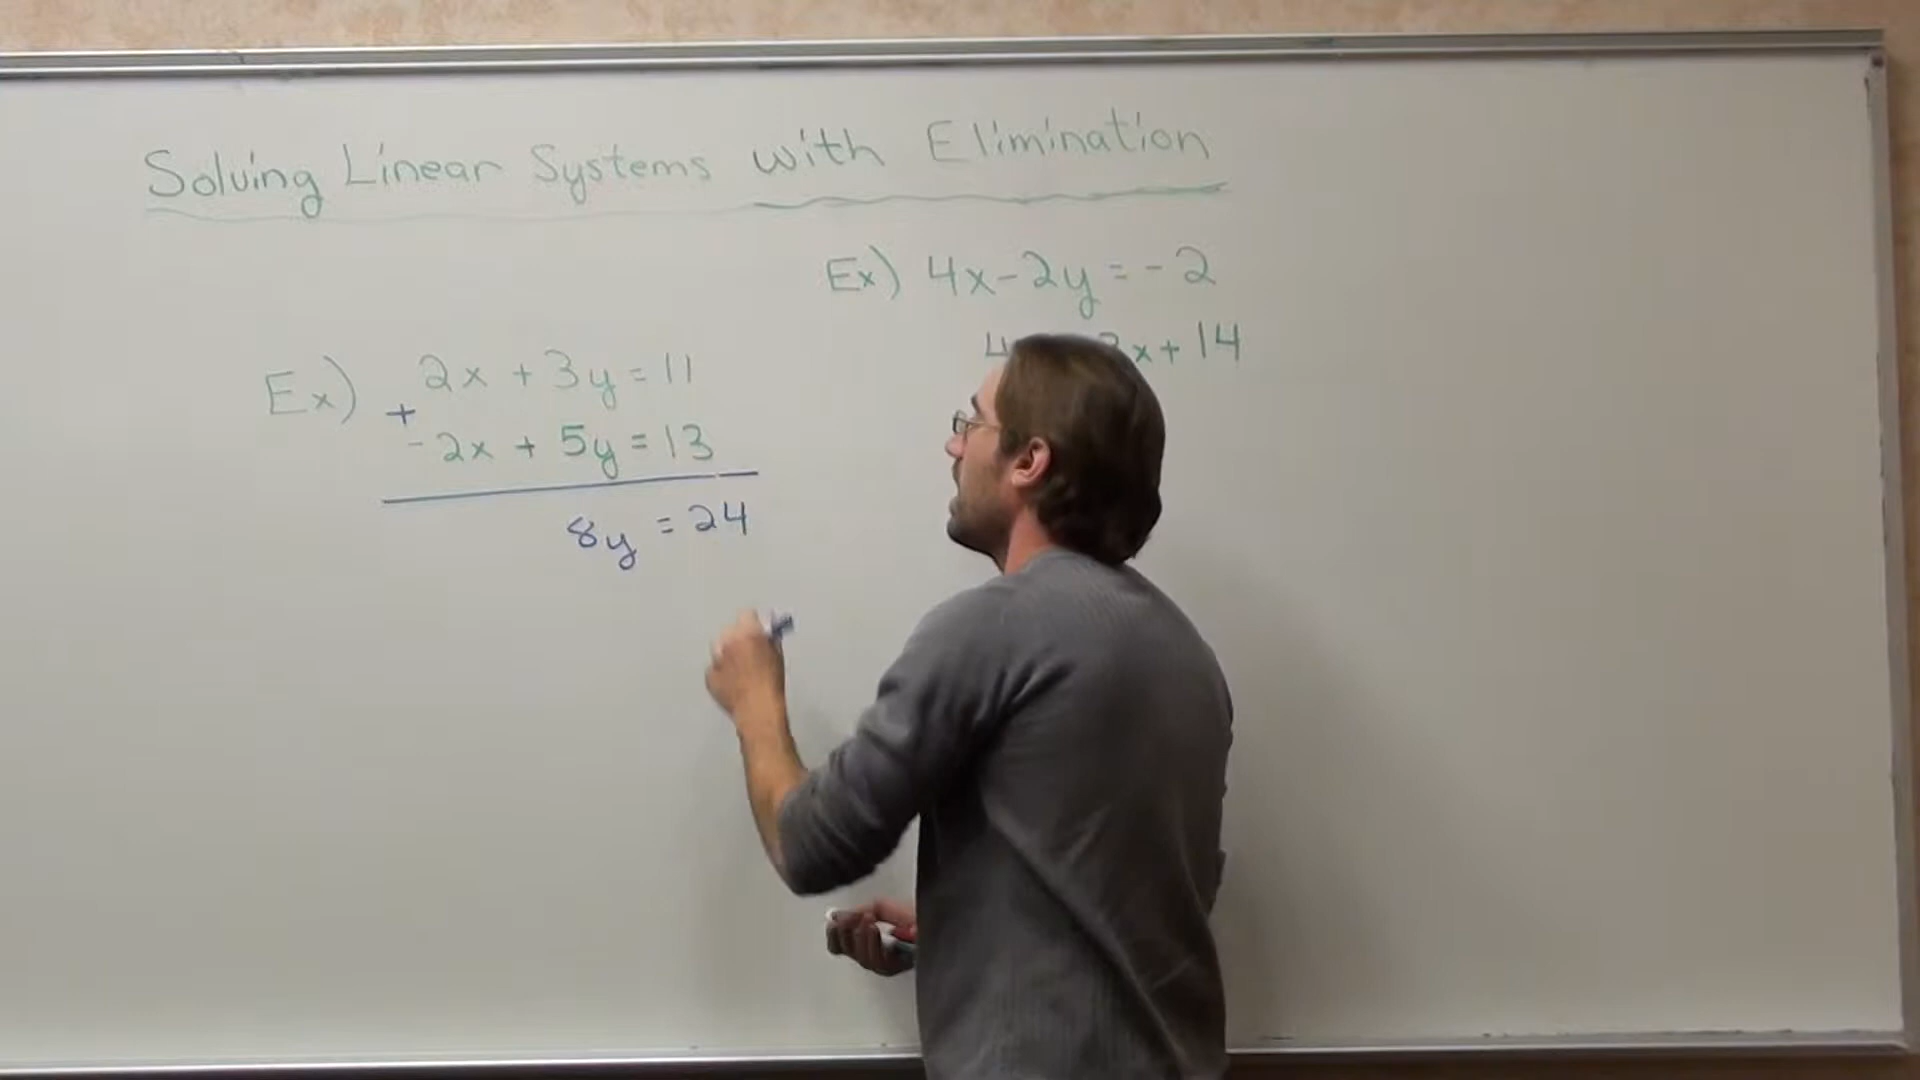 Solving Linear Systems with Elimination
Ex) 2x + 3y = 11
+
-2x + 5y = 13
8y = 24
Ex) 4x - 2y = -2
4 x + 14